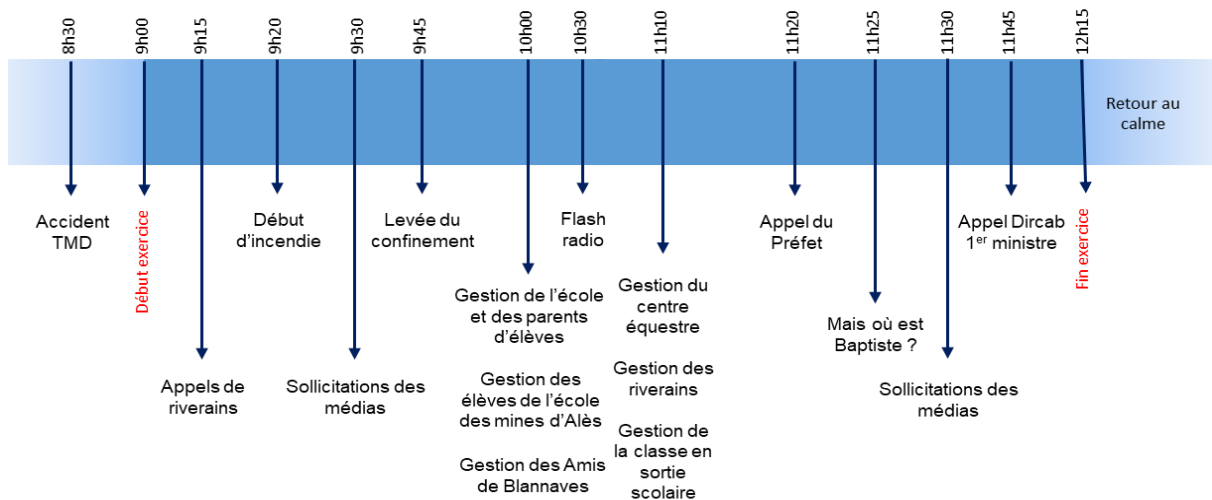 8h30
9h00
9h15
9h20
9h30
9h45
10h00
10h30
11h10
11h20
11h25
11h30
11h45
12h15
Retour au
calme
Accident
TMD
Début exercice
Appels de
riverains
Début
d’incendie
Sollicitations des
médias
Levée du
confinement
Gestion de l’école
et des parents
d’élèves
Gestion des
élèves de l’école
des mines d’Alès
Gestion des Amis
de Blannaves
Flash
radio
Gestion du
centre
équestre
Gestion des
riverains
Gestion de
la classe en
sortie
scolaire
Appel du
Préfet
Mais où est
Baptiste ?
Sollicitations des
médias
Appel Dircab
1er ministre
Fin exercice